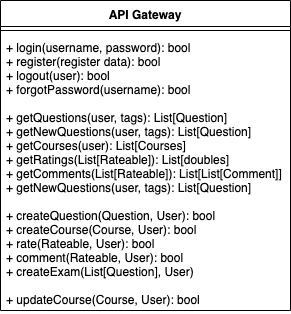 API Gateway
+ login(username, password): bool
+ register(register data): bool
+ logout(user): bool
+ forgotPassword(username): bool
+ getQuestions(user, tags): List[Question]
+ getNewQuestions(user, tags): List[Question]
+ getCourses(user): List[Courses]
+ getRatings(List[Rateable]): List[doubles]
+ getComments(List[Rateable]): List[List[Comment]]
+ getNewQuestions(user, tags): List[Question]
+ createQuestion(Question, User): bool
+ createCourse(Course, User): bool
+ rate(Rateable, User): bool
+ comment(Rateable, User): bool
+ createExam(List[Question], User)
+ updateCourse(Course, User): bool